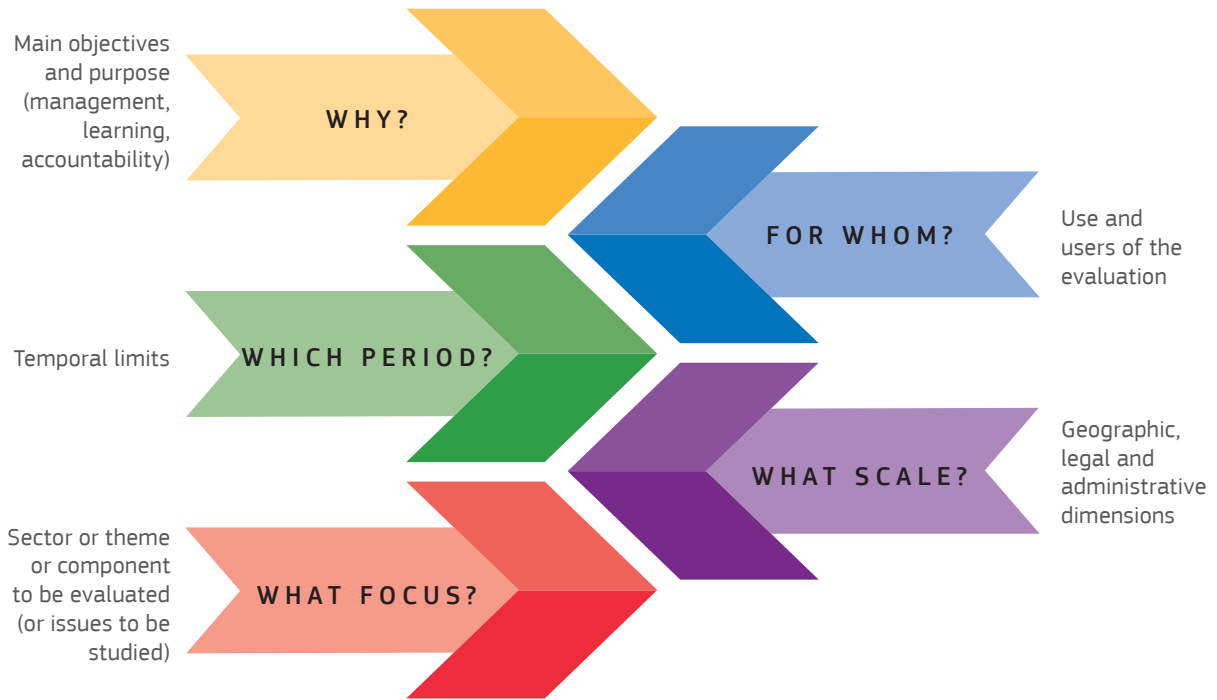 Main objectives
and purpose
(management,
learning,
accountability)
WHY?
FOR WHOM?
Use and
users of the
evaluation
Temporal limits
WHICH PERIOD?
WHAT SCALE?
Geographic,
legal and
administrative
dimensions
Sector or theme
or component
to be evaluated
(or issues to be
studied)
WHAT FOCUS?